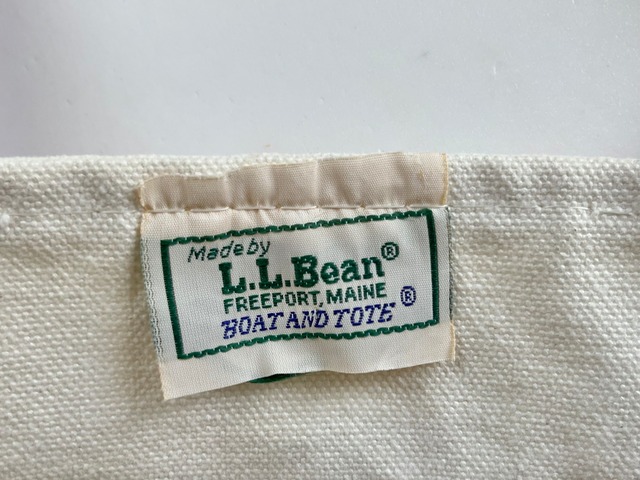 Made by
L.L.Bean®
FREEPORT, MAINE
BOAT AND TOTE®